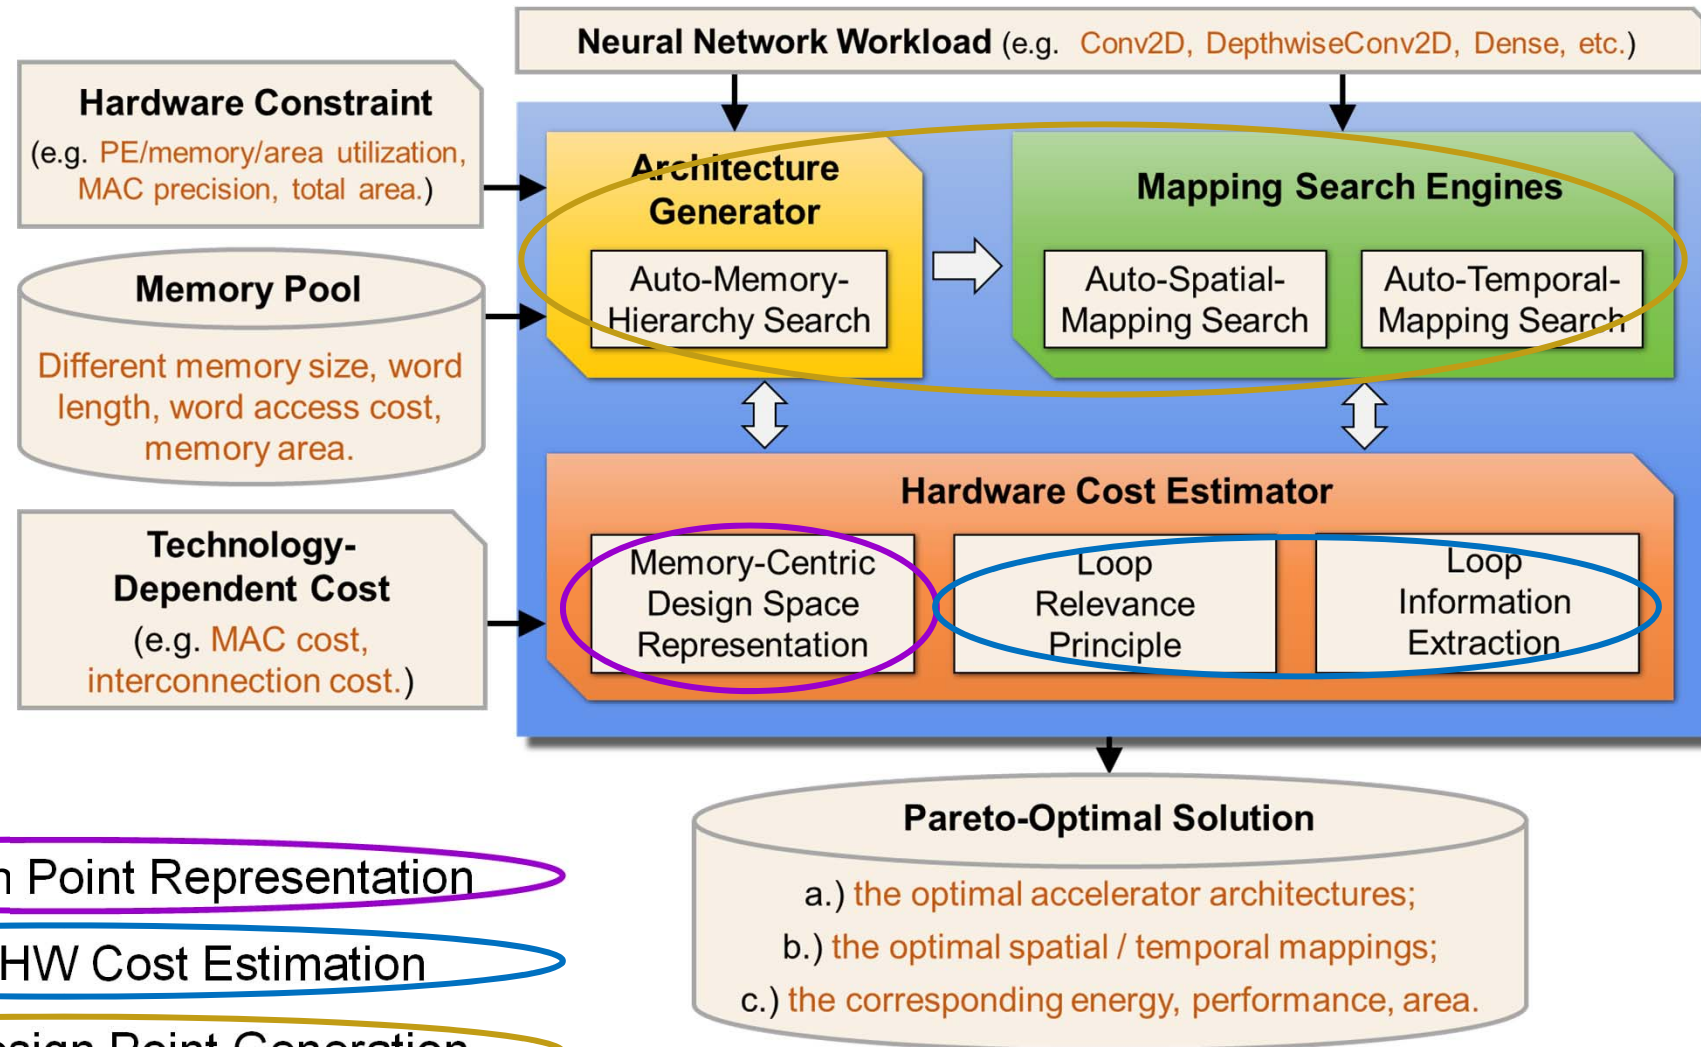 Neural Network Workload (e.g. Conv2D, DepthwiseConv2D, Dense, etc.)
Hardware Constraint
(e.g. PE/memory/area utilization,
MAC precision, total area.)
Memory Pool
Different memory size, word
length, word access cost,
memory area.
Technology-
Dependent Cost
(e.g. MAC cost,
interconnection cost.)
Architecture
Generator
Auto-Memory-
Hierarchy Search
Mapping Search Engines
Auto-Spatial-
Mapping Search
Auto-Temporal-
Mapping Search
Hardware Cost Estimator
Memory-Centric
Design Space
Representation
Loop
Relevance
Principle
Loop
Information
Extraction
Pareto-Optimal Solution
a.) the optimal accelerator architectures;
b.) the optimal spatial / temporal mappings;
c.) the corresponding energy, performance, area.
Point Representation
HW Cost Estimation
Point Generation